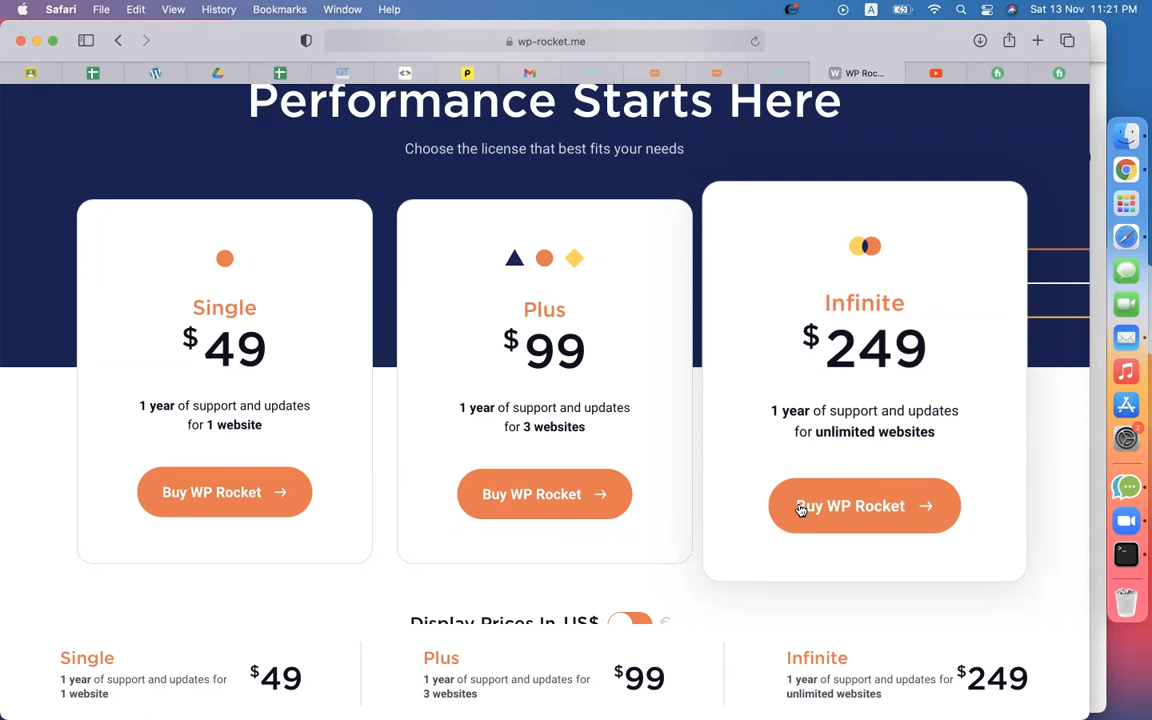 Safari File Edit View History Bookmarks Window Help
A
Sat 13 Nov 11:21 PM
wp-rocket.me
GT
P
W WP Roc...
Performance Starts Here
Choose the license that best fits your needs
Single
$49
1 year of support and updates
for 1 website
Buy WP Rocket →
Plus
$99
1 year of support and updates
for 3 websites
Buy WP Rocket →
Infinite
$249
1 year of support and updates
for unlimited websites
Buy WP Rocket →
Display Prices In US$ €
Single
1 year of support and updates for
1 website
$49
Plus
1 year of support and updates for
3 websites
$99
Infinite
1 year of support and updates for
unlimited websites
$249
2